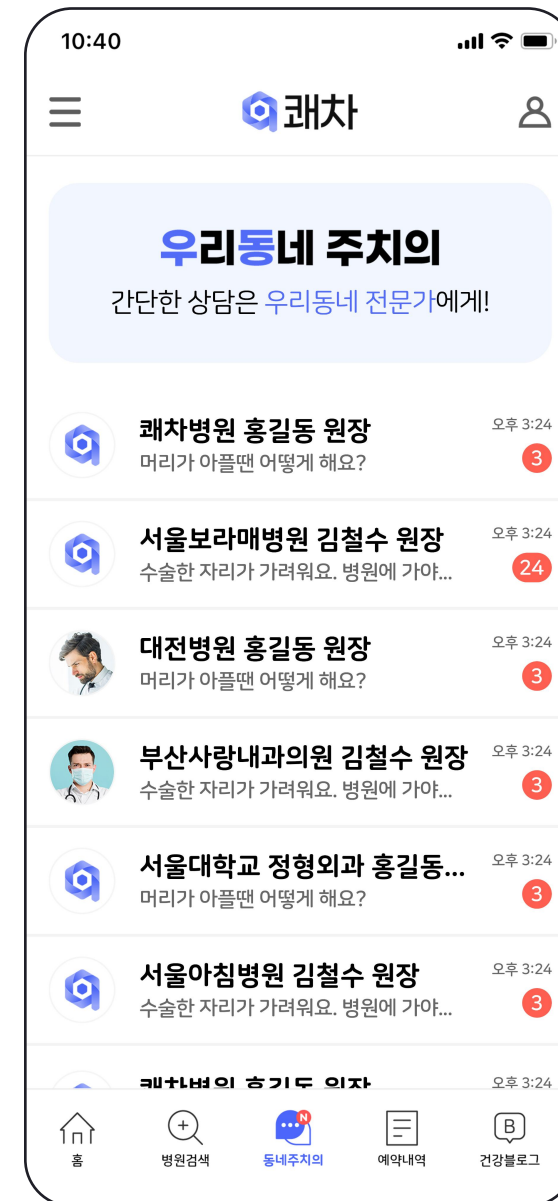 10:40
쾌차
우리동네 주치의
간단한 상담은 우리동네 전문가에게!
쾌차병원 홍길동 원장
오후 3:24
머리가 아플땐 어떻게 해요?
3
서울보라매병원 김철수 원장
오후 3:24
수술한 자리가 가려워요. 병원에 가야...
24
대전병원 홍길동 원장
오후 3:24
머리가 아플땐 어떻게 해요?
3
부산사랑내과의원 김철수 원장
오후 3:24
수술한 자리가 가려워요. 병원에 가야...
3
서울대학교 정형외과 홍길동...
오후 3:24
머리가 아플땐 어떻게 해요?
3
서울아침병원 김철수 원장
오후 3:24
수술한 자리가 가려워요. 병원에 가야...
3
쾌차병원 홍길동 원장
오후 3:24
N
B
홈
병원검색
동네주치의
예약내역
건강블로그